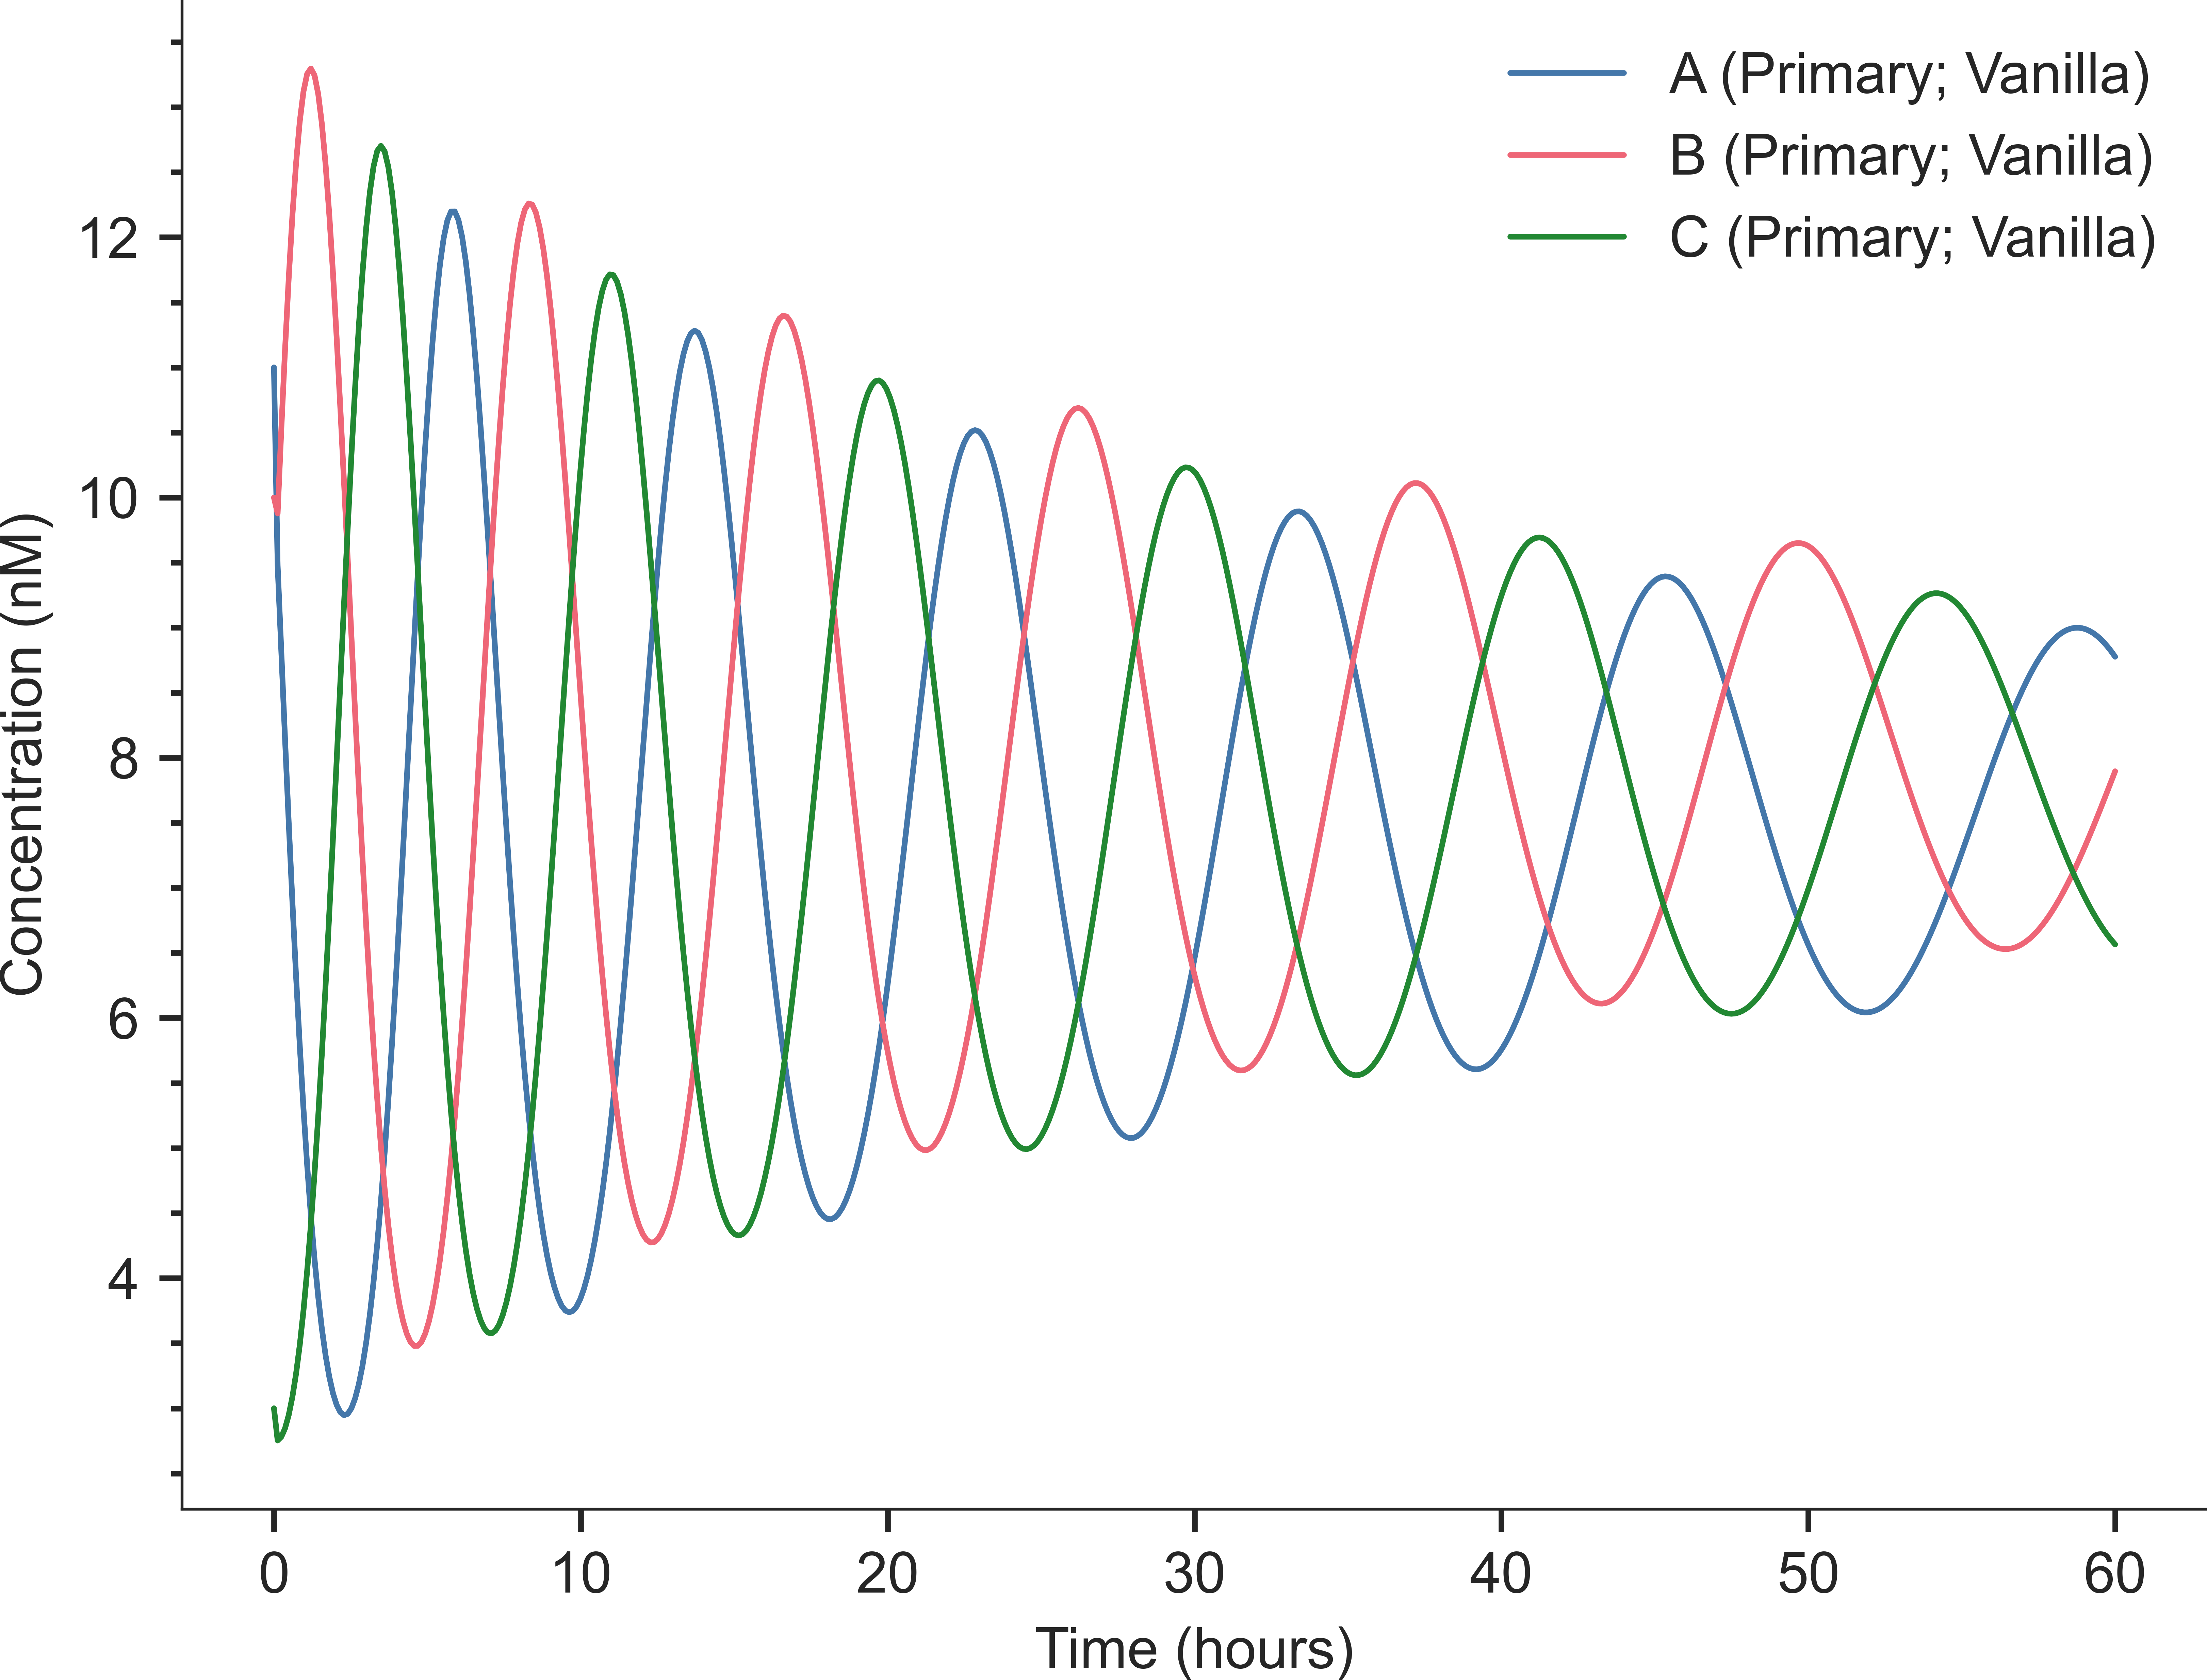 A (Primary; Vanilla)
B (Primary; Vanilla)
C (Primary; Vanilla)
Concentration (nM)
12
10
8
6
4
0 10 20 30 40 50 60
Time (hours)